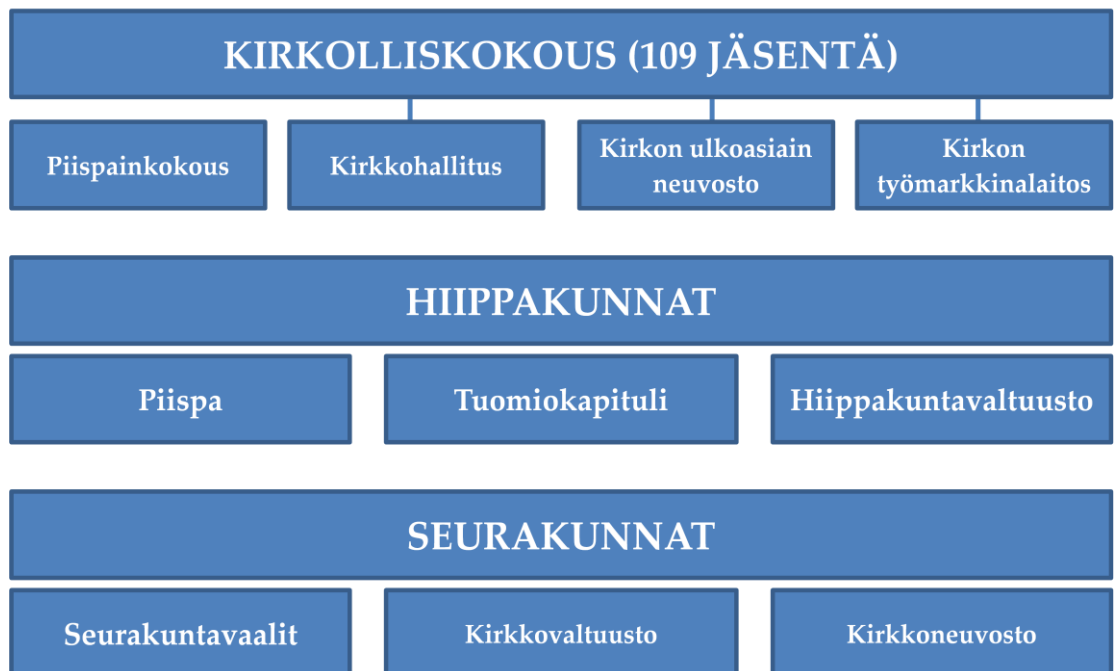 KIRKOLLISKOKOUS (109 JÄSENTÄ)
Piispainkokous
Kirkkohallitus
Kirkon ulkoasiain
neuvosto
Kirkon
työmarkkinalaitos
HIIPPAKUNNAT
Piispa
Tuomiokapituli
Hiippakuntavaltuusto
SEURAKUNNAT
Seurakuntavaalit
Kirkkovaltuusto
Kirkkoneuvosto